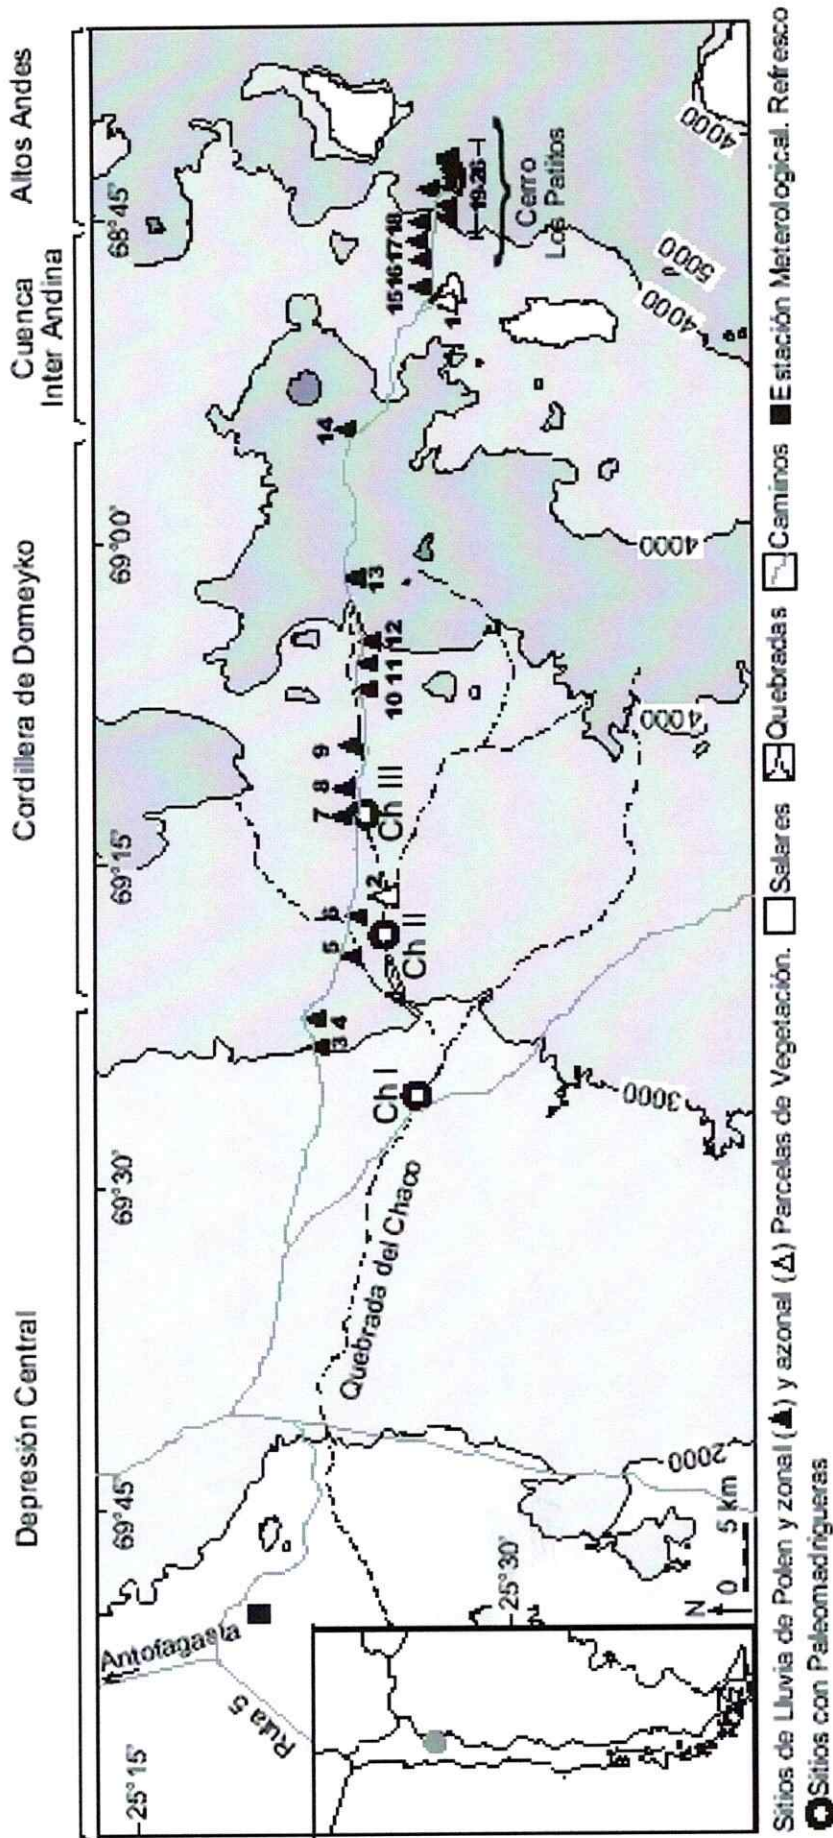 Depresión Central
Cordillera de Domeyko
Cuenca
Inter Andina
Altos Andes
69°45'
69°30'
69°15'
69°00'
68°45'
25°15'
Antofagasta
Ruta 5
Quebrada del Chaco
Ch I
Ch II
Ch III
3 4
5
6
2
7
8
9
10 11 12
13
14
15 16 17 18
1
19-26
Cerro
Los Patitos
2000
3000
4000
4000
4000
5000
4000
25°30'
N
0 5 km
Sitios de Lluvia de Polen y zonal (▲) y azonal (△) Parcelas de Vegetación. Salares Quebradas Caminos Estación Meterological. Refresco
Sitios con Paleomadrigueras